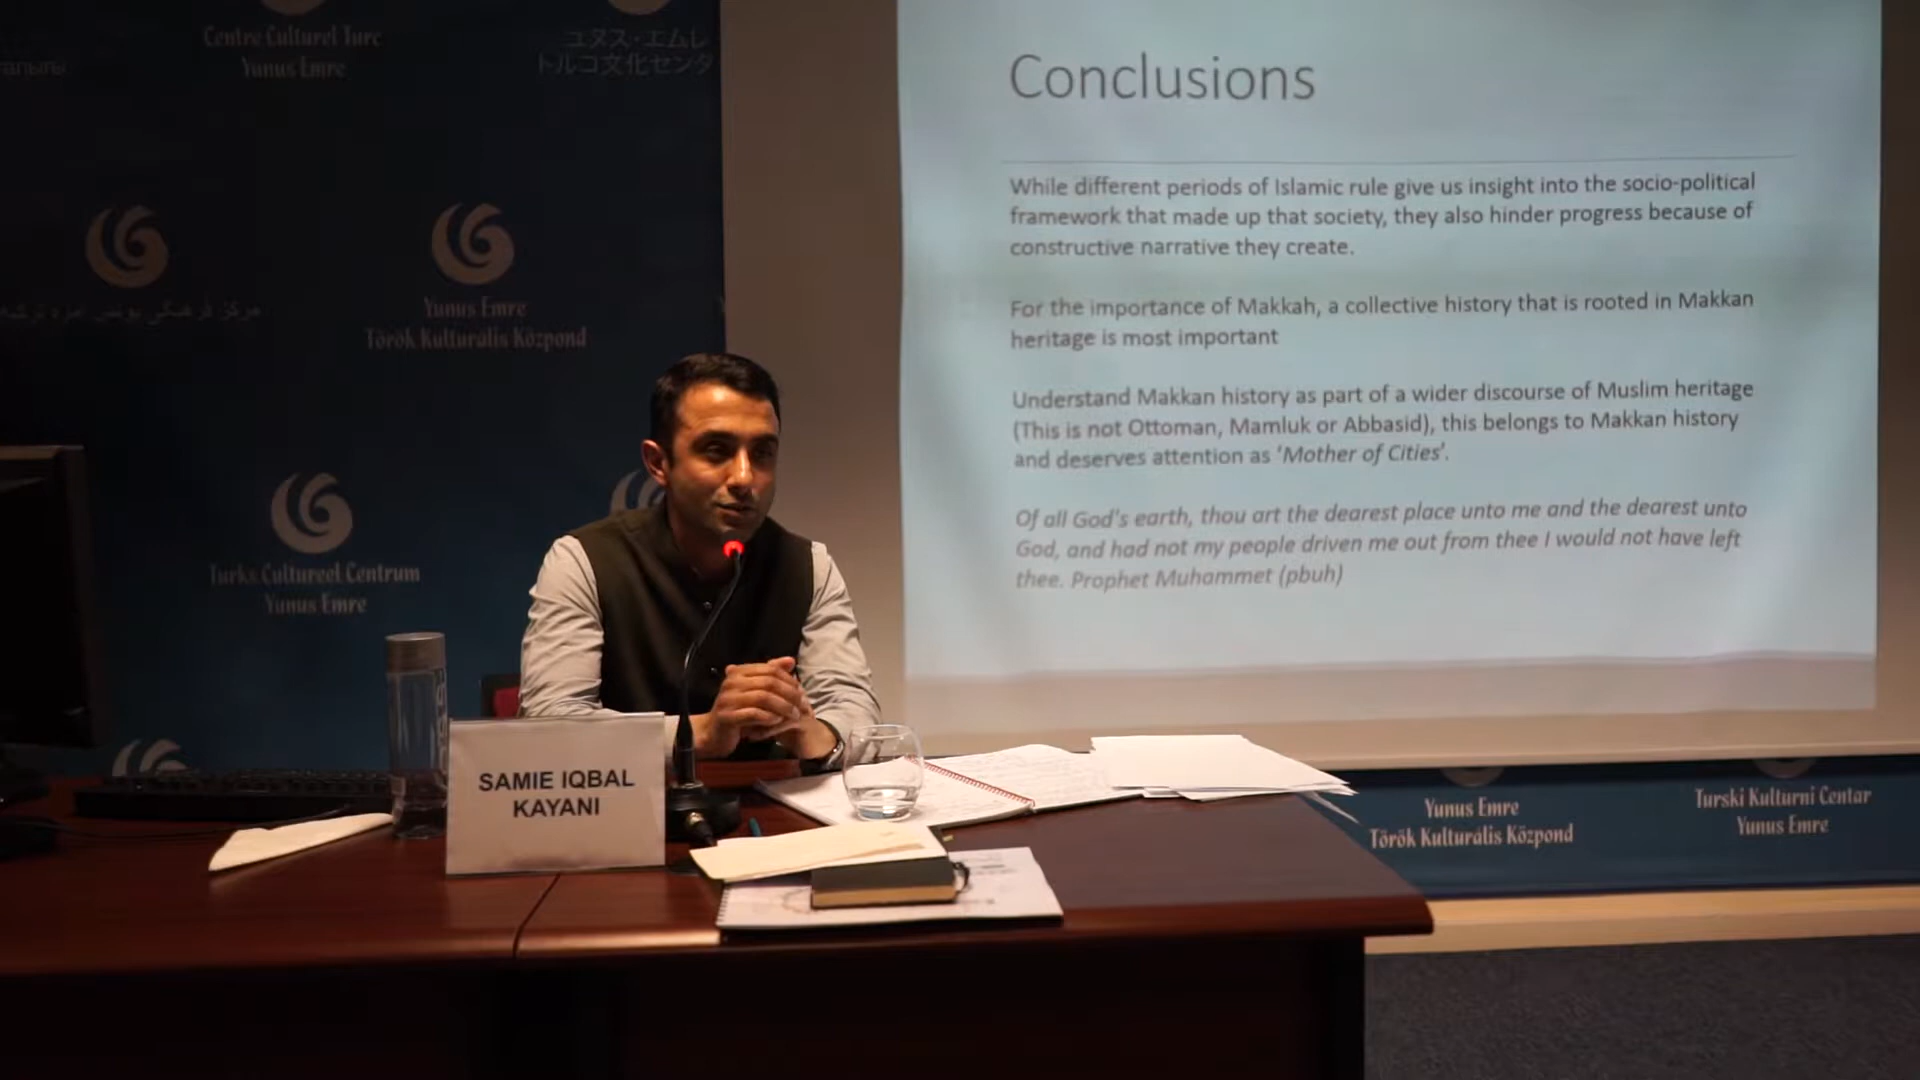 Centre Culturel Turc
Yunus Emre
ユヌス・エムレ
トルコ文化センタ
Conclusions
While different periods of Islamic rule give us insight into the socio-political
framework that made up that society, they also hinder progress because of
constructive narrative they create.
For the importance of Makkah, a collective history that is rooted in Makkan
heritage is most important
Understand Makkan history as part of a wider discourse of Muslim heritage
(This is not Ottoman, Mamluk or Abbasid), this belongs to Makkan history
and deserves attention as ‘Mother of Cities’.
Of all God's earth, thou art the dearest place unto me and the dearest unto
God, and had not my people driven me out from thee I would not have left
thee. Prophet Muhammet (pbuh)
مركز فرهنگی یونس امره ترکیه
Yunus Emre
Török Kulturális Központ
Turks Cultureel Centrum
Yunus Emre
SAMIE IQBAL
KAYANI
Yunus Emre
Török Kulturális Központ
Turski Kulturni Centar
Yunus Emre